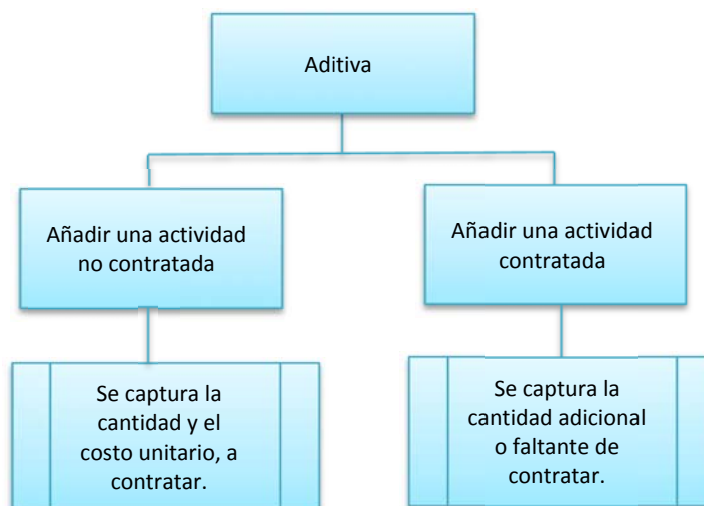 Aditiva
Añadir una actividad
no contratada
Añadir una actividad
contratada
Se captura la
cantidad y el
costo unitario, a
contratar.
Se captura la
cantidad adicional
o faltante de
contratar.